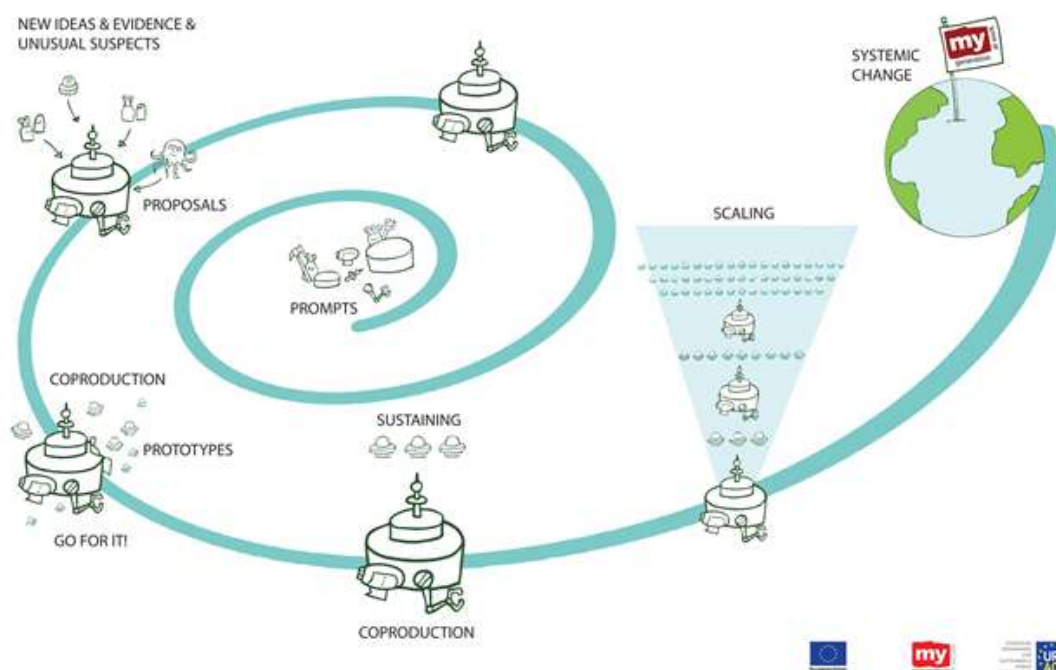 NEW IDEAS & EVIDENCE &
UNUSUAL SUSPECTS
PROPOSALS
PROMPTS
COPRODUCTION
PROTOTYPES
GO FOR IT!
SUSTAINING
COPRODUCTION
SCALING
SYSTEMIC
CHANGE
my
generation
my